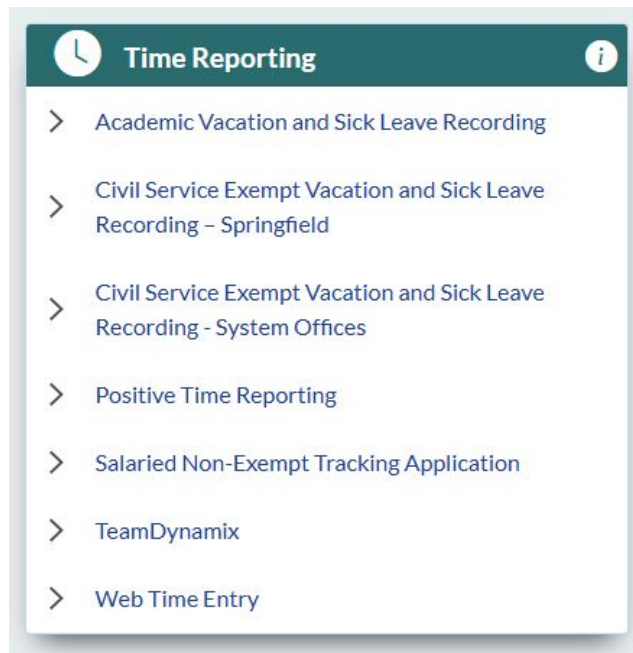 Time Reporting
i
Academic Vacation and Sick Leave Recording
Civil Service Exempt Vacation and Sick Leave
Recording – Springfield
Civil Service Exempt Vacation and Sick Leave
Recording - System Offices
Positive Time Reporting
Salaried Non-Exempt Tracking Application
TeamDynamix
Web Time Entry